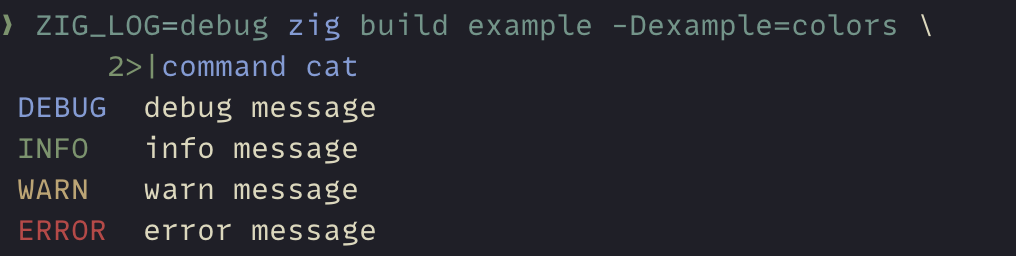 ❯ ZIG_LOG=debug zig build example -Dexample=colors \
2>|command cat
DEBUG debug message
INFO info message
WARN warn message
ERROR error message